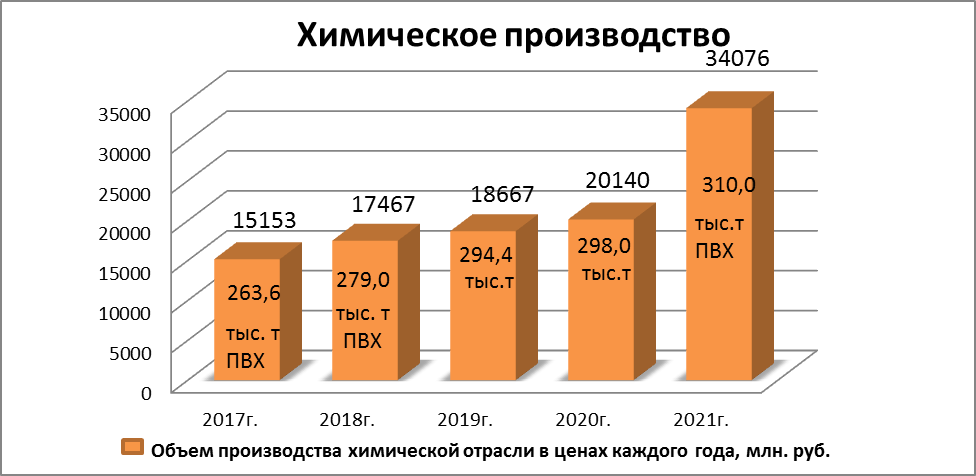 Химическое производство
34076
35000
30000
25000
20000
15000
10000
5000
0
15153
17467
18667
20140
263,6
тыс. т
ПВХ
279,0
тыс. т
ПВХ
294,4
тыс.т
298,0
тыс.т
310,0
тыс.т
ПВХ
2017г.
2018г.
2019г.
2020г.
2021г.
Объем производства химической отрасли в ценах каждого года, млн. руб.